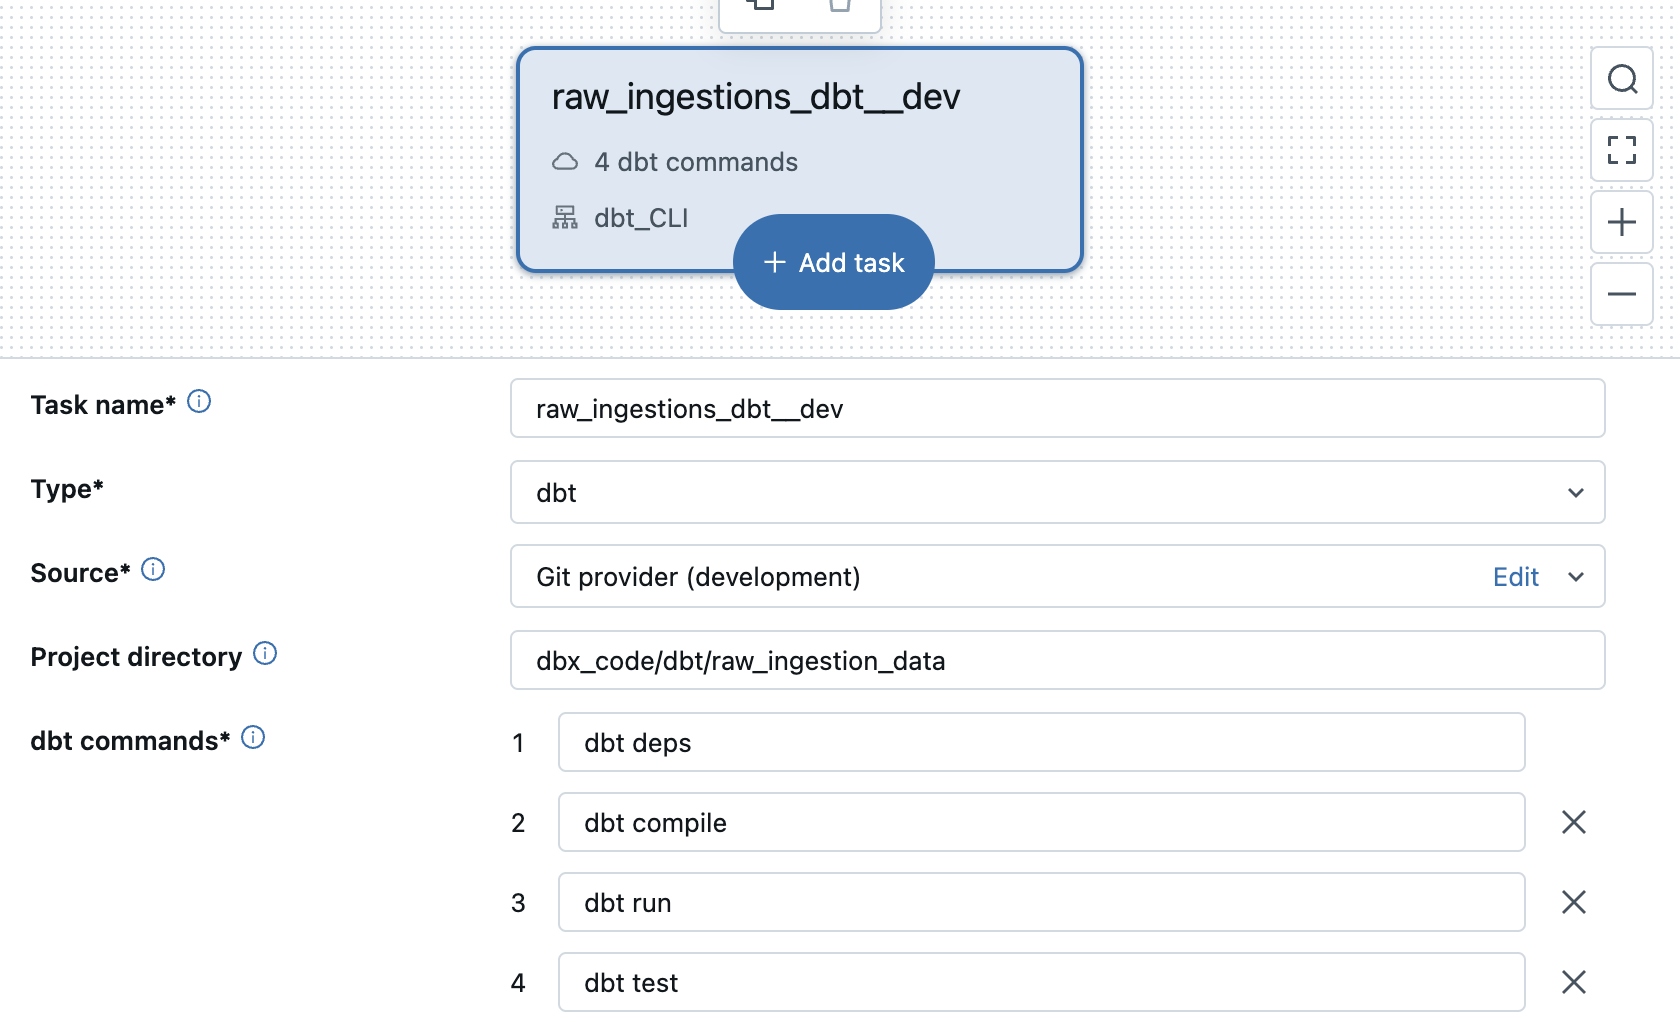 raw_ingestions_dbt__dev
4 dbt commands
dbt_CLI
+ Add task
Task name*
raw_ingestions_dbt__dev
Type*
dbt
Source*
Git provider (development)
Edit
Project directory
dbx_code/dbt/raw_ingestion_data
dbt commands*
1
dbt deps
2
dbt compile
3
dbt run
4
dbt test